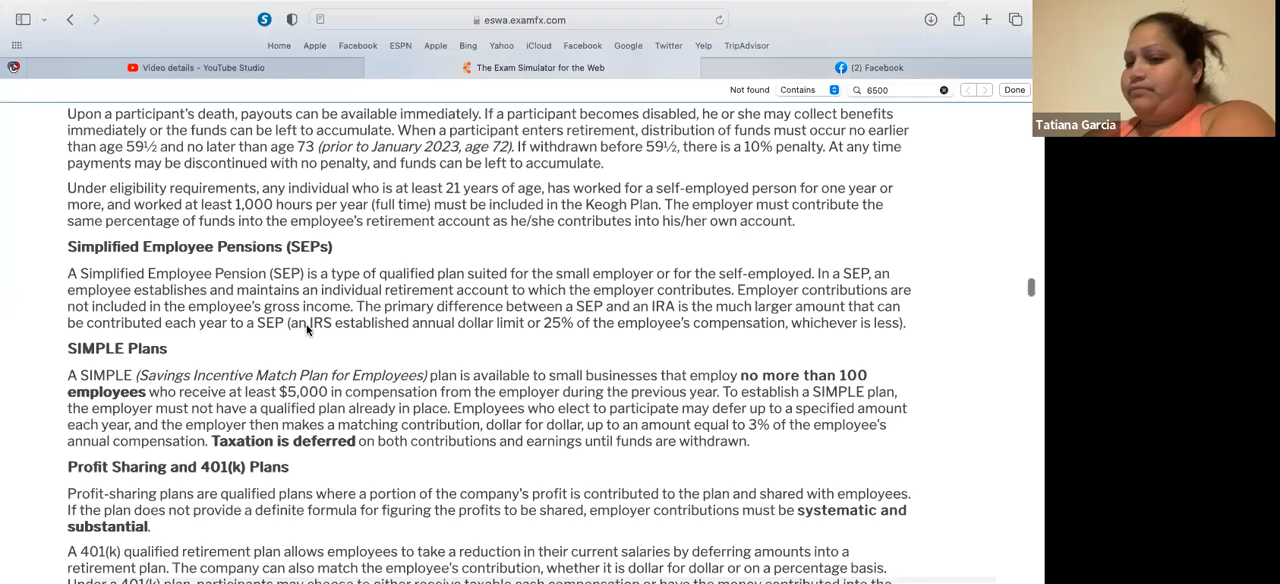 eswa.examfx.com
Home Apple Facebook ESPN Apple Bing Yahoo iCloud Facebook Google Twitter Yelp TripAdvisor
Video details - YouTube Studio The Exam Simulator for the Web (2) Facebook
Not found Contains 6500 Done
Tatiana Garcia
Upon a participant's death, payouts can be available immediately. If a participant becomes disabled, he or she may collect benefits
immediately or the funds can be left to accumulate. When a participant enters retirement, distribution of funds must occur no earlier
than age 59½ and no later than age 73 (prior to January 2023, age 72). If withdrawn before 59½, there is a 10% penalty. At any time
payments may be discontinued with no penalty, and funds can be left to accumulate.
Under eligibility requirements, any individual who is at least 21 years of age, has worked for a self-employed person for one year or
more, and worked at least 1,000 hours per year (full time) must be included in the Keogh Plan. The employer must contribute the
same percentage of funds into the employee's retirement account as he/she contributes into his/her own account.
Simplified Employee Pensions (SEPs)
A Simplified Employee Pension (SEP) is a type of qualified plan suited for the small employer or for the self-employed. In a SEP, an
employee establishes and maintains an individual retirement account to which the employer contributes. Employer contributions are
not included in the employee's gross income. The primary difference between a SEP and an IRA is the much larger amount that can
be contributed each year to a SEP (an IRS established annual dollar limit or 25% of the employee's compensation, whichever is less).
SIMPLE Plans
A SIMPLE (Savings Incentive Match Plan for Employees) plan is available to small businesses that employ no more than 100
employees who receive at least $5,000 in compensation from the employer during the previous year. To establish a SIMPLE plan,
the employer must not have a qualified plan already in place. Employees who elect to participate may defer up to a specified amount
each year, and the employer then makes a matching contribution, dollar for dollar, up to an amount equal to 3% of the employee's
annual compensation. Taxation is deferred on both contributions and earnings until funds are withdrawn.
Profit Sharing and 401(k) Plans
Profit-sharing plans are qualified plans where a portion of the company's profit is contributed to the plan and shared with employees.
If the plan does not provide a definite formula for figuring the profits to be shared, employer contributions must be systematic and
substantial.
A 401(k) qualified retirement plan allows employees to take a reduction in their current salaries by deferring amounts into a
retirement plan. The company can also match the employee's contribution, whether it is dollar for dollar or on a percentage basis.
Under a 401(k) plan, participants may choose to either receive taxable cash compensation or have the money contributed into the